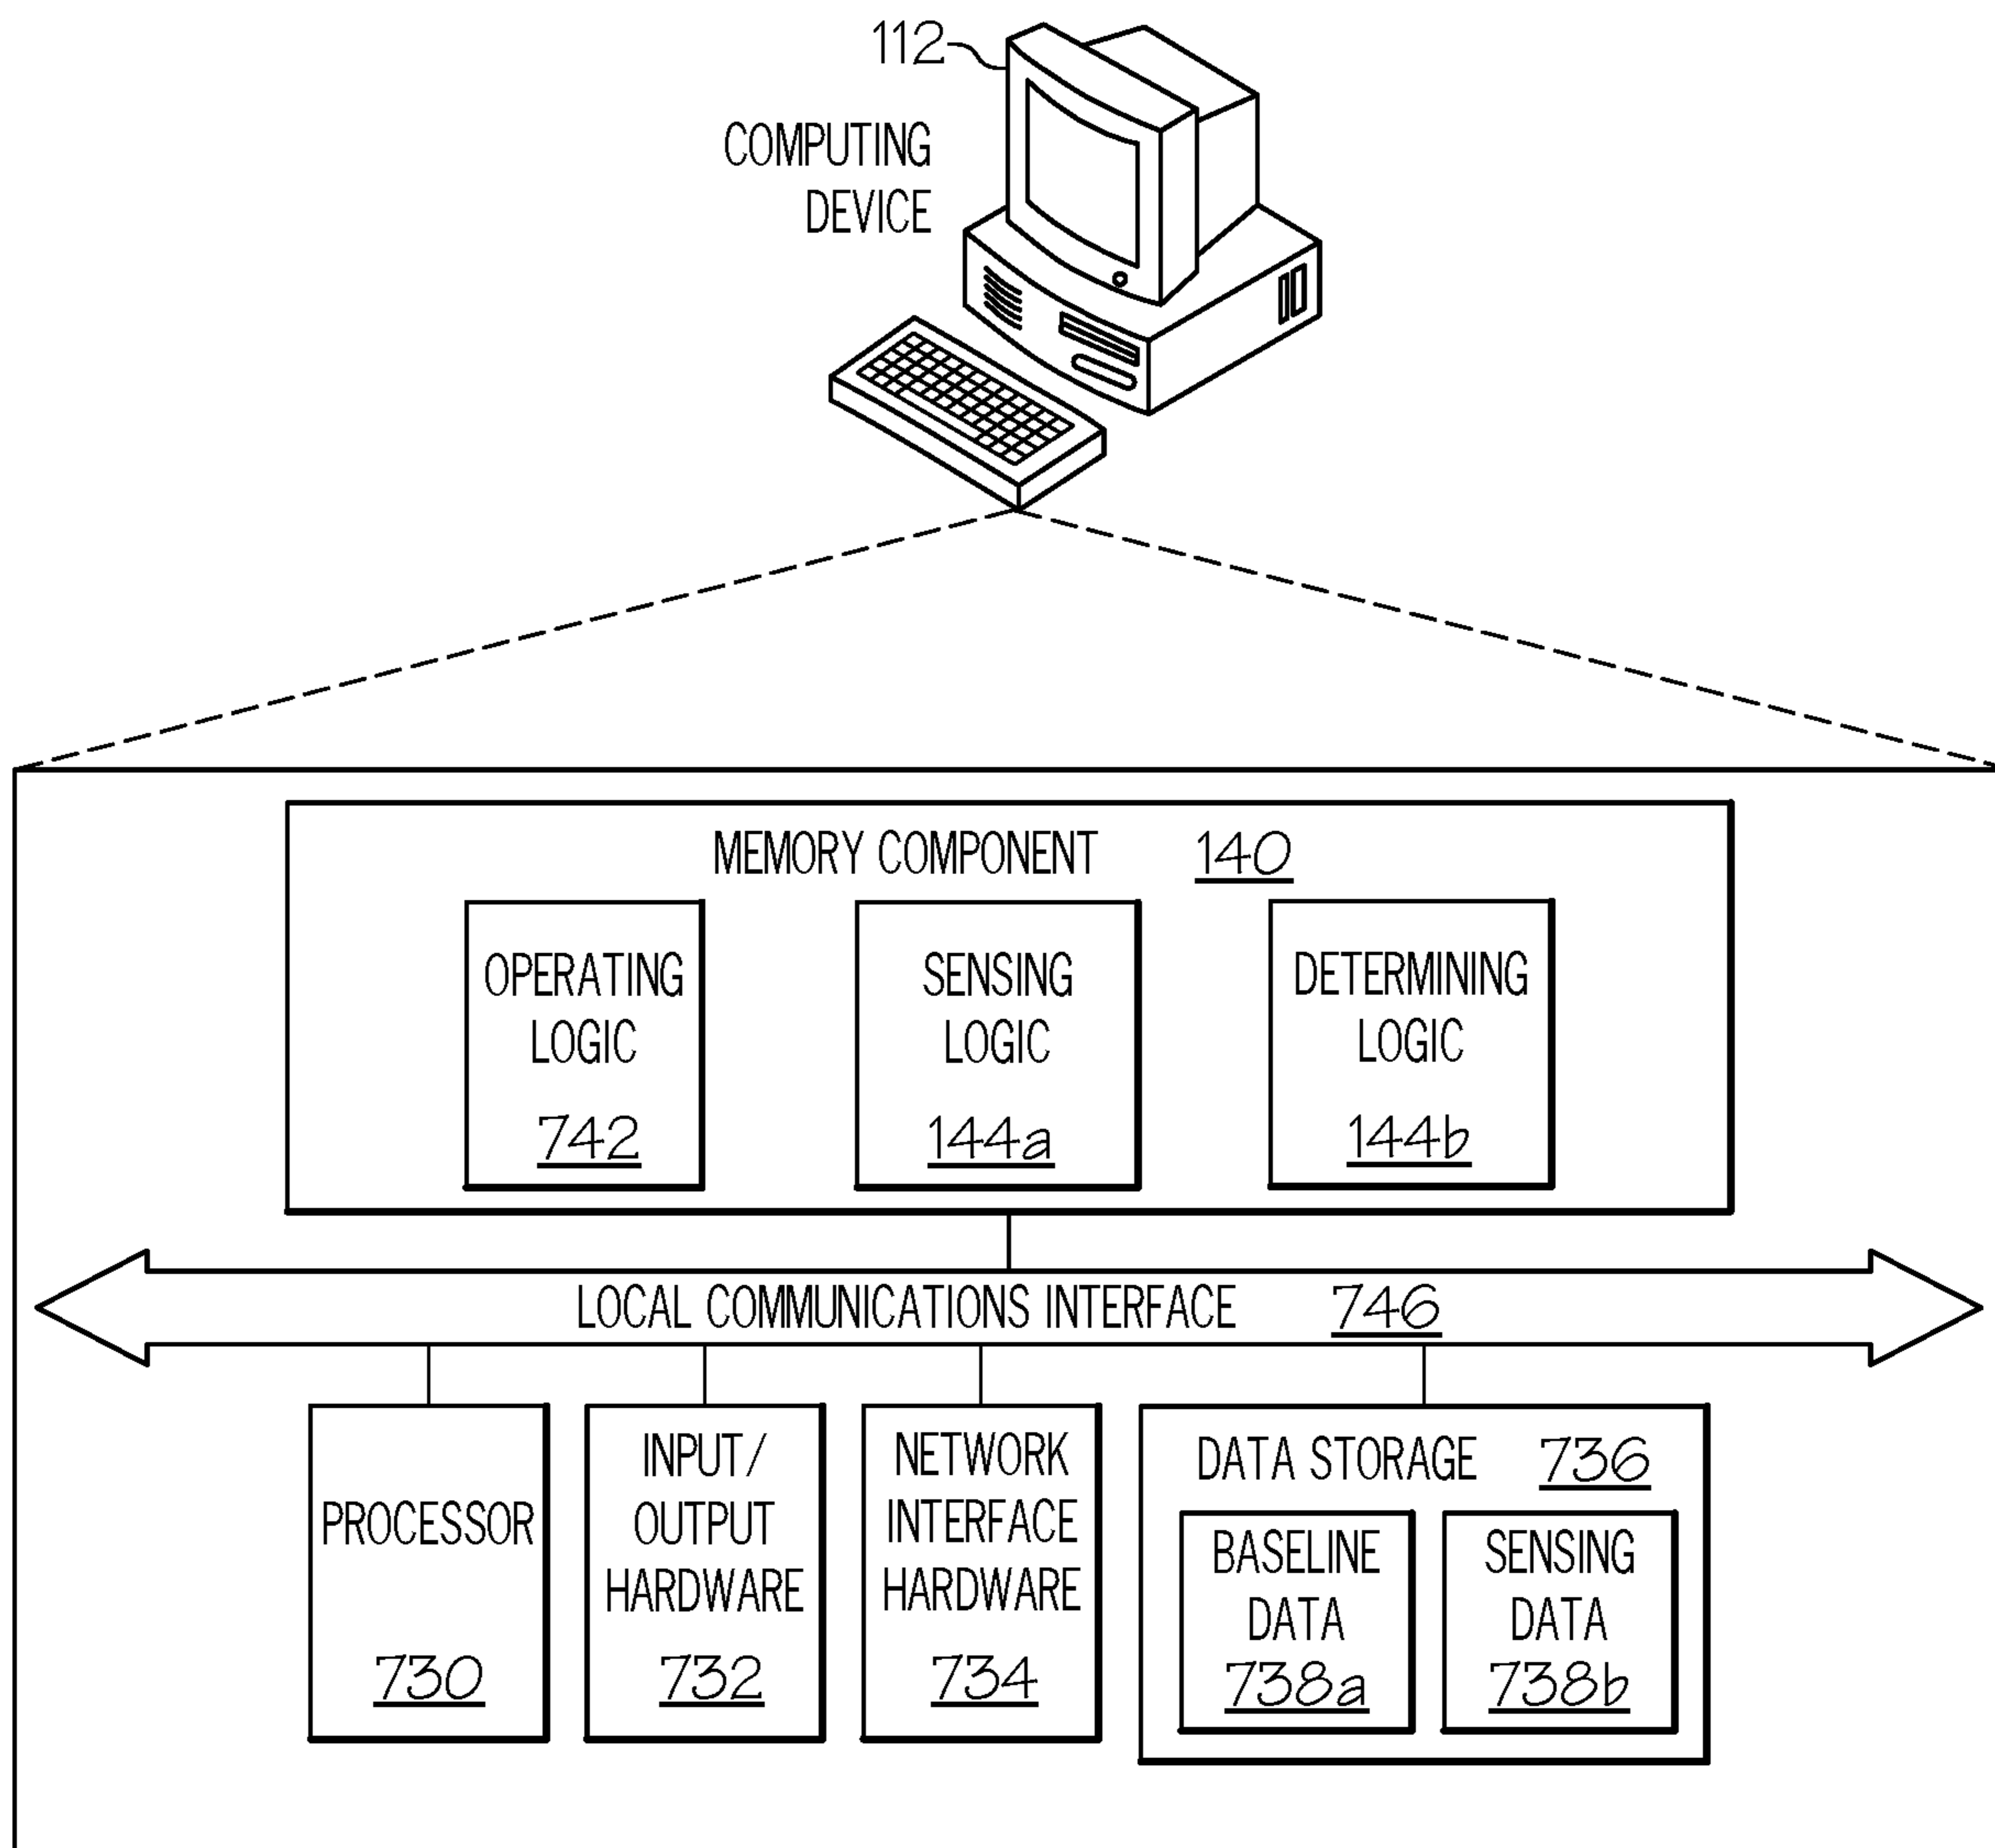 112
COMPUTING
DEVICE
MEMORY COMPONENT 140
OPERATING
LOGIC
742
SENSING
LOGIC
144a
DETERMINING
LOGIC
144b
LOCAL COMMUNICATIONS INTERFACE 746
PROCESSOR
730
INPUT/
OUTPUT
HARDWARE
732
NETWORK
INTERFACE
HARDWARE
734
DATA STORAGE 736
BASELINE
DATA
738a
SENSING
DATA
738b